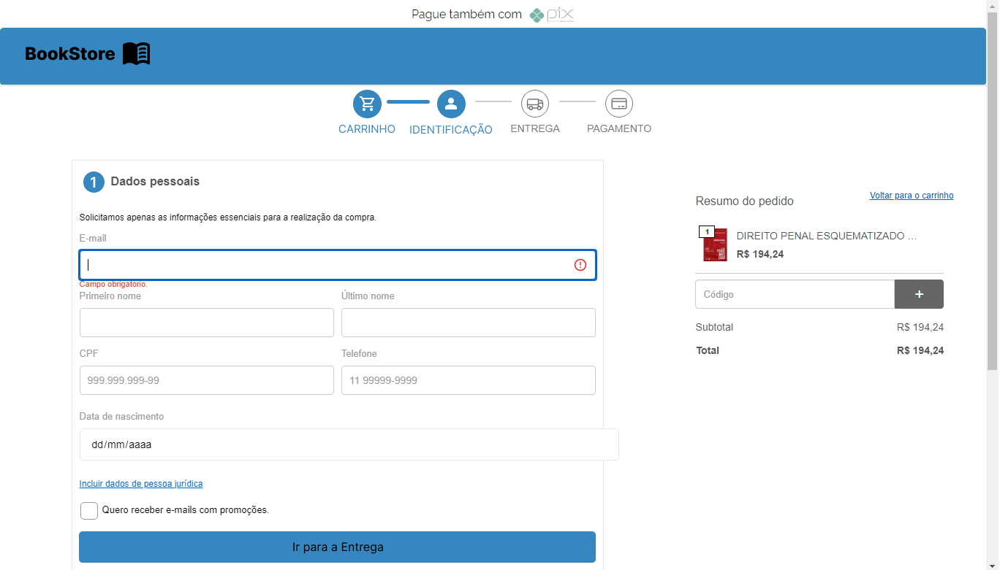 Pague também com pix
BookStore
CARRINHO
IDENTIFICAÇÃO
ENTREGA
PAGAMENTO
1 Dados pessoais
Solicitamos apenas as informações essenciais para a realização da compra.
E-mail
Campo obrigatório.
Primeiro nome
Último nome
CPF
Telefone
999.999.999-99
11 99999-9999
Data de nascimento
dd/mm/aaaa
Incluir dados de pessoa jurídica
Quero receber e-mails com promoções.
Ir para a Entrega
Resumo do pedido
Voltar para o carrinho
1
DIREITO PENAL ESQUEMATIZADO ...
R$ 194,24
Código
+
Subtotal
R$ 194,24
Total
R$ 194,24